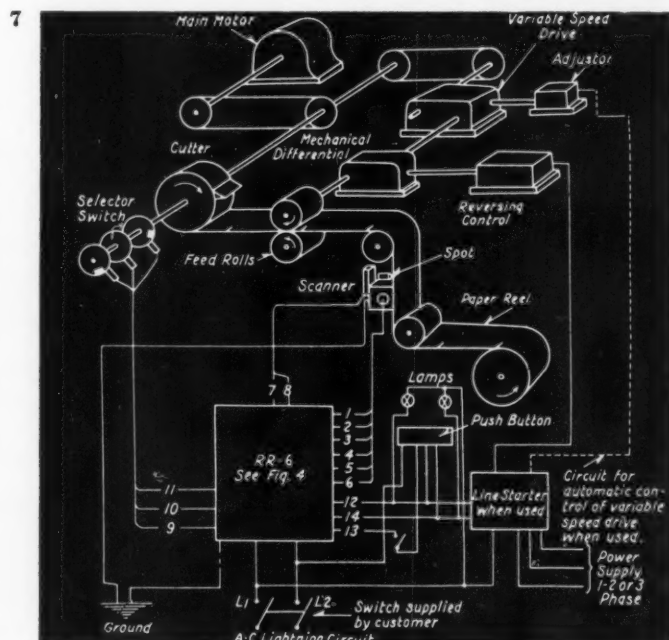 7
Main Motor
Variable Speed
Drive
Adjustor
Cutter
Mechanical
Differential
Selector
Switch
Reversing
Control
Feed Rolls
Spot
Scanner
Paper Reel
Lamps
Push Button
7 8
1
2
3
4
5
6
RR-6
See Fig. 4
12
14
13
11
10
9
Line Starter
when used
Circuit for
automatic con-
trol of variable
speed drive
when used.
Power
Supply
1-2 or 3
Phase
L1
L2
Switch supplied
by customer
Ground
A-C Lightning Circuit